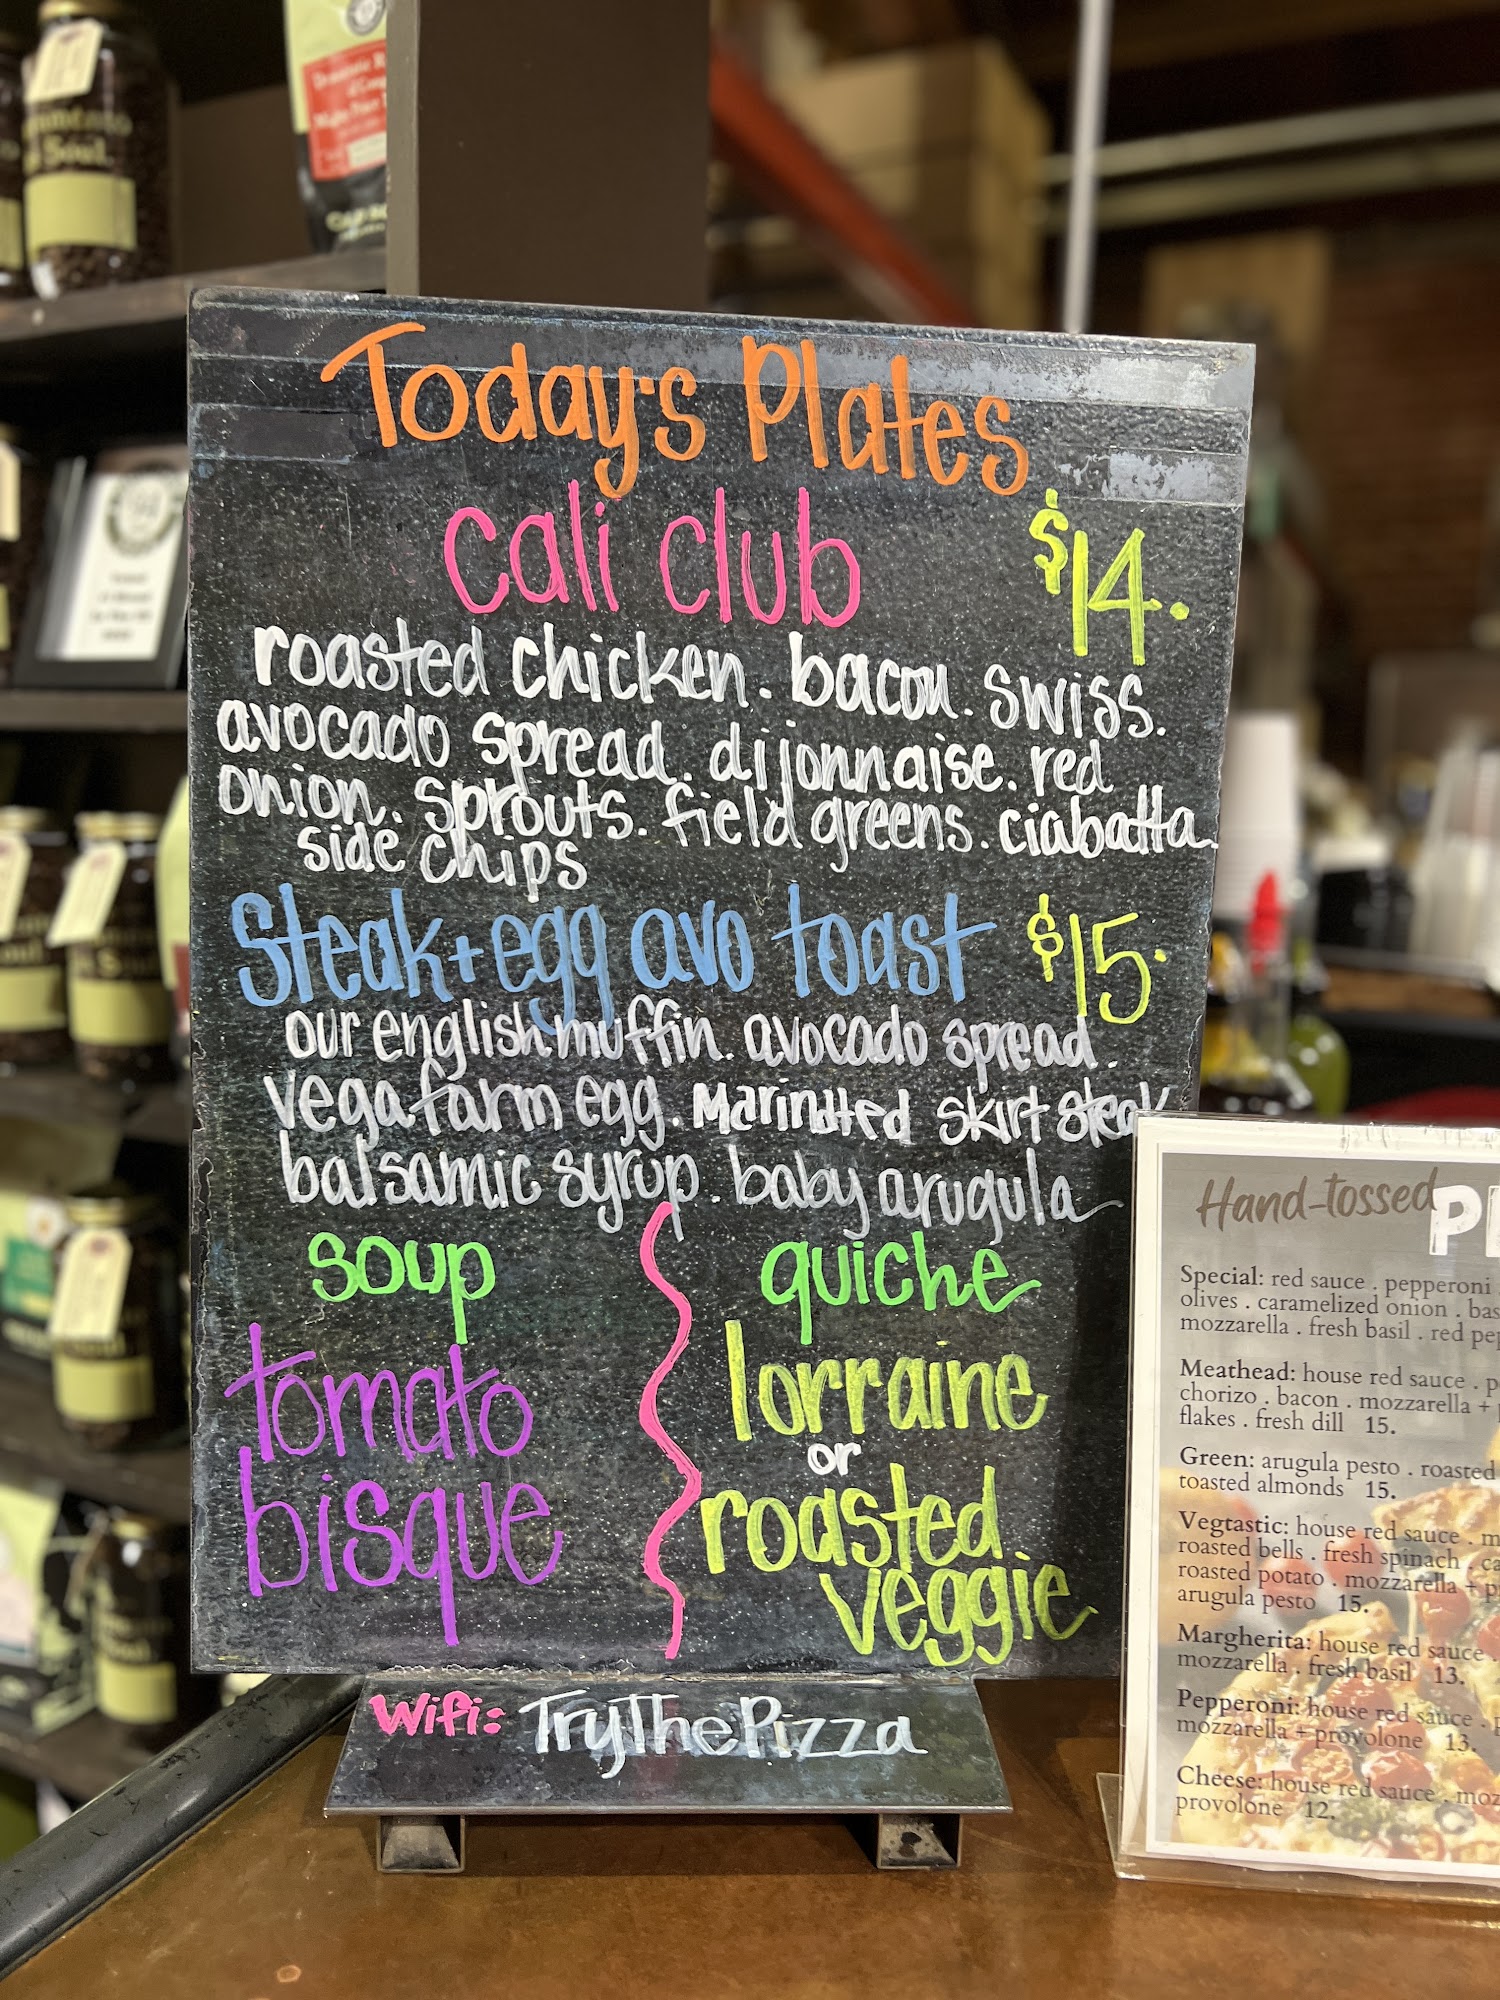 Today's Plates
cali club $14.
roasted chicken. bacon. swiss.
avocado spread. dijonnaise. red
onion. sprouts. field greens. ciabatta.
side chips
Steak + egg avo toast $15.
our english muffin. avocado spread.
vega farm egg. Marinated skirt steak
balsamic syrup. baby arugula
soup
tomato
bisque
quiche
lorraine
or
roasted
veggie
Wifi: TryThePizza
Hand-tossed
Special: red sauce . pepperoni
olives . caramelized onion .
mozzarella . fresh basil . red
Meathead: house red sauce .
chorizo . bacon . mozzarella +
flakes . fresh dill 15.
Green: arugula pesto . roasted
toasted almonds 15.
Vegtastic: house red sauce .
roasted bells . fresh spinach .
roasted potato . mozzarella +
arugula pesto 15.
Margherita: house red sauce .
mozzarella . fresh basil 13.
Pepperoni: house red sauce .
mozzarella + provolone 13.
Cheese: house red sauce .
provolone 12.